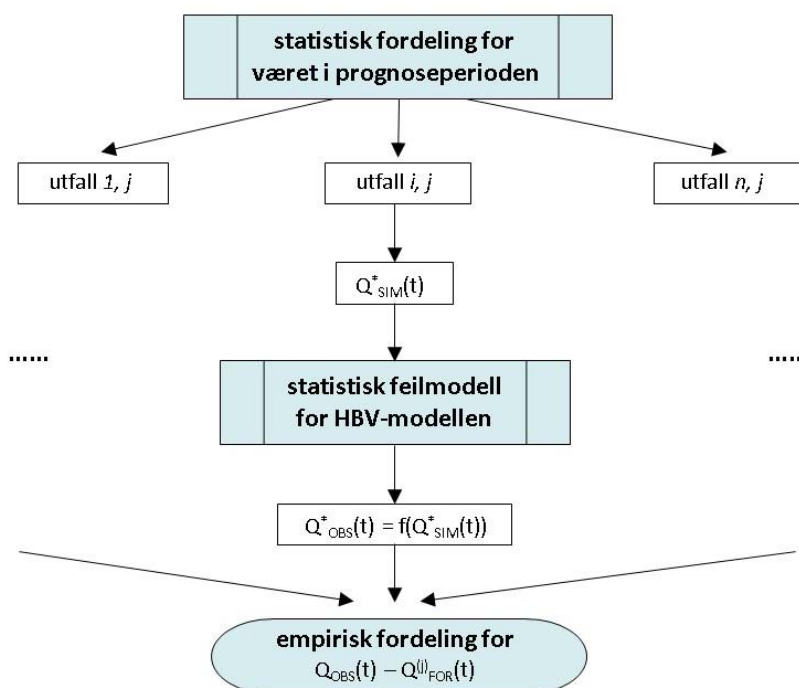 statistisk fordeling for
været i prognoseperioden
utfall 1, j
utfall i, j
utfall n, j
Q*SIM(t)
......
......
statistisk feilmodell
for HBV-modellen
Q*OBS(t) = f(Q*SIM(t))
empirisk fordeling for
QOBS(t) – Q(j)FOR(t)